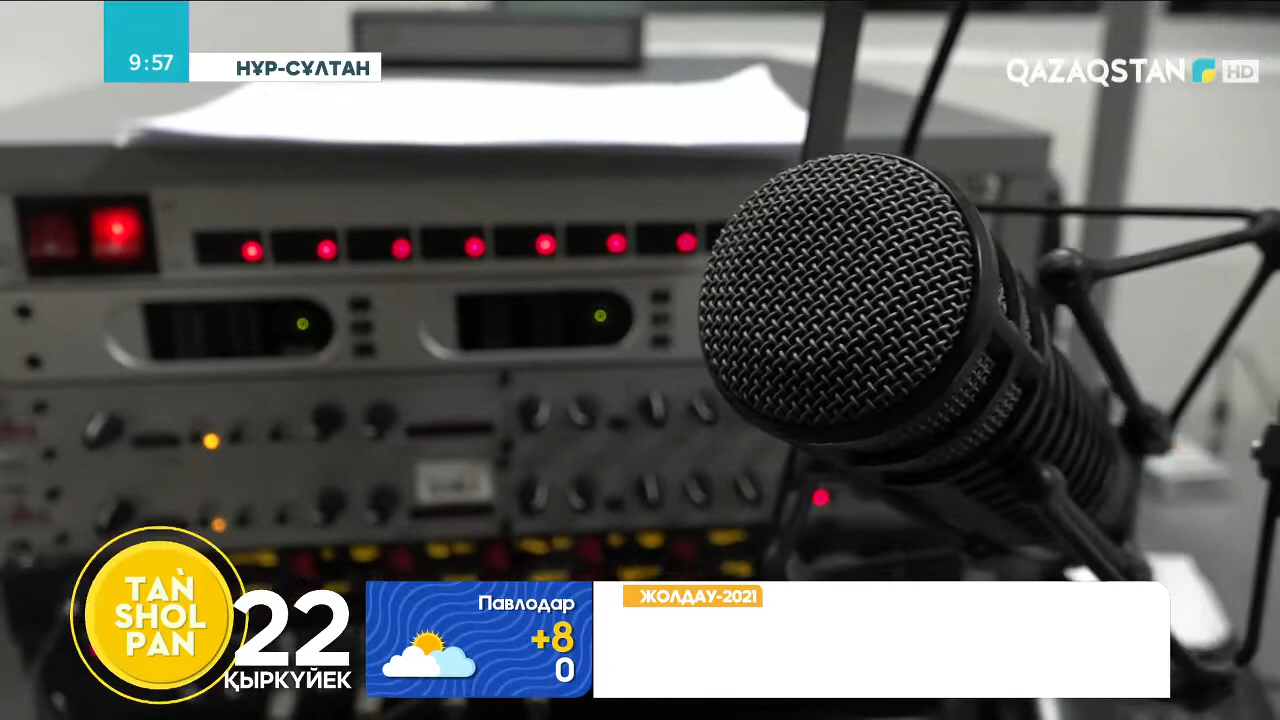 9:57
НҰР-СҰЛТАН
QAZAQSTAN HD
TAŃ
SHOL
PAN
22
ҚЫРКҮЙЕК
Павлодар
+8
0
ЖОЛДАУ-2021